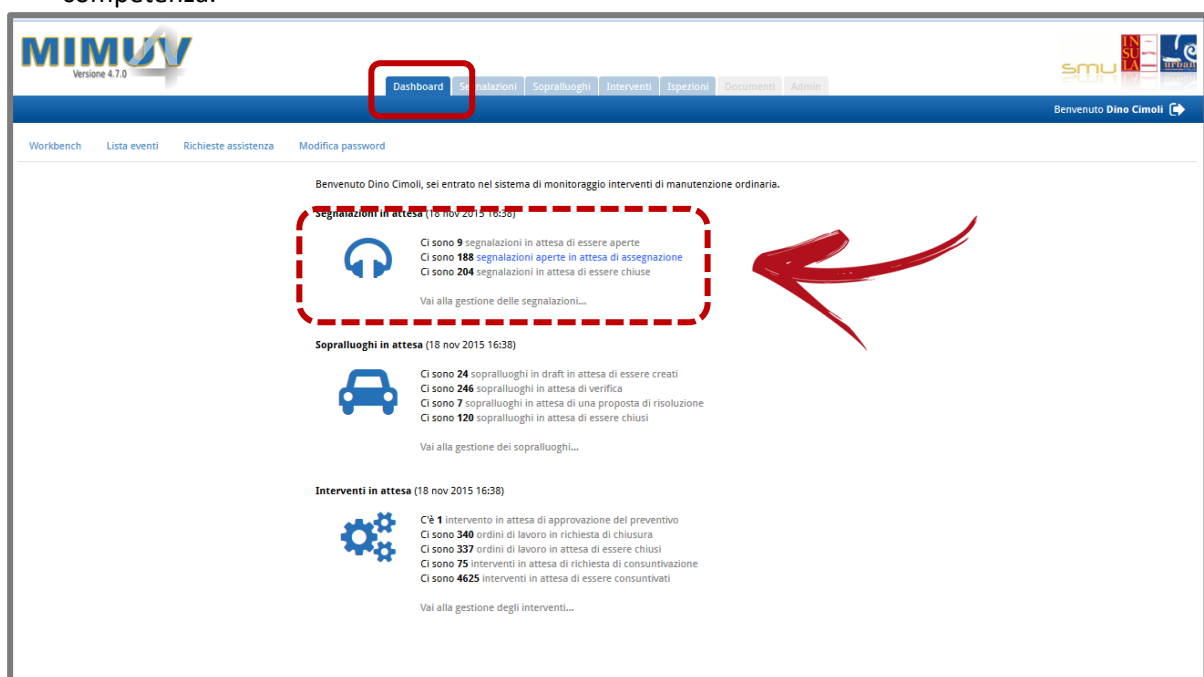 competenza.
MIMUV4
Versione 4.7.0
Dashboard Segnalazioni Sopralluoghi Interventi Ispezioni Documenti Admin
smu INSULA urban
Benvenuto Dino Cimoli
Workbench Lista eventi Richieste assistenza Modifica password
Benvenuto Dino Cimoli, sei entrato nel sistema di monitoraggio interventi di manutenzione ordinaria.
Segnalazioni in attesa (18 nov 2015 16:38)
Ci sono 9 segnalazioni in attesa di essere aperte
Ci sono 188 segnalazioni aperte in attesa di assegnazione
Ci sono 204 segnalazioni in attesa di essere chiuse
Vai alla gestione delle segnalazioni...
Sopralluoghi in attesa (18 nov 2015 16:38)
Ci sono 24 sopralluoghi in draft in attesa di essere creati
Ci sono 246 sopralluoghi in attesa di verifica
Ci sono 7 sopralluoghi in attesa di una proposta di risoluzione
Ci sono 120 sopralluoghi in attesa di essere chiusi
Vai alla gestione dei sopralluoghi...
Interventi in attesa (18 nov 2015 16:38)
C'è 1 intervento in attesa di approvazione del preventivo
Ci sono 340 ordini di lavoro in richiesta di chiusura
Ci sono 337 ordini di lavoro in attesa di essere chiusi
Ci sono 75 interventi in attesa di richiesta di consuntivazione
Ci sono 4625 interventi in attesa di essere consuntivati
Vai alla gestione degli interventi...